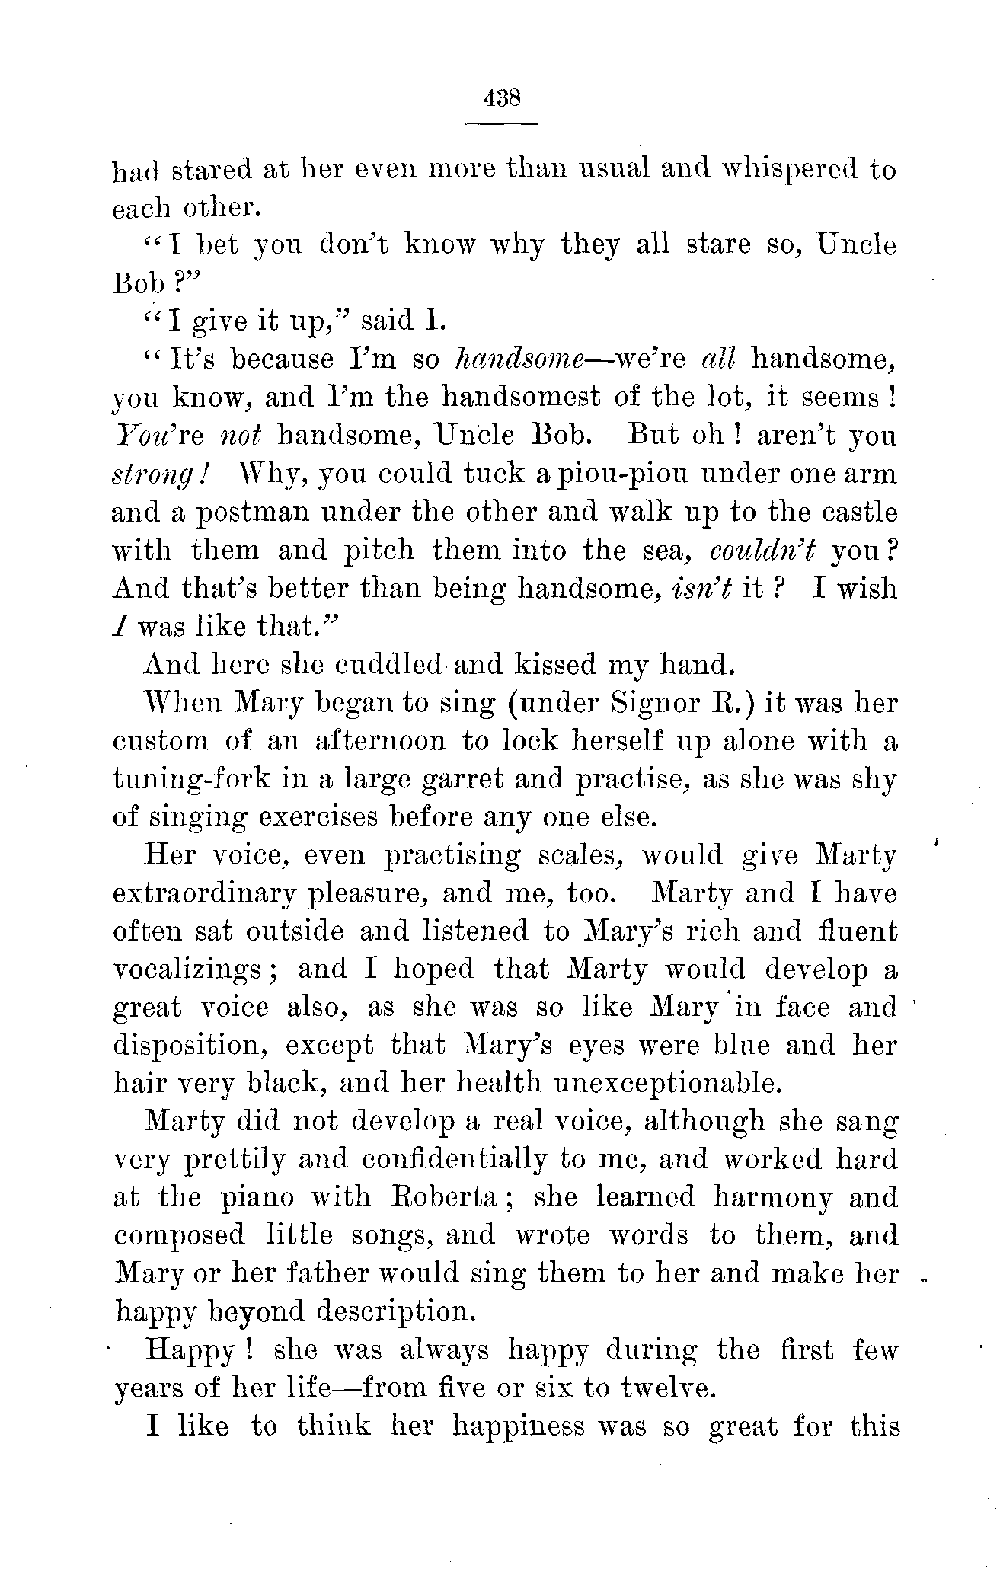 438
had stared at her even more than usual and whispered to
each other.
“I bet you don't know why they all stare so, Uncle
Bob?”
“I give it up,” said I.
“It's because I'm so handsome—we're all handsome,
you know, and I'm the handsomest of the lot, it seems!
You're not handsome, Uncle Bob. But oh! aren't you
strong! Why, you could tuck a piou-piou under one arm
and a postman under the other and walk up to the castle
with them and pitch them into the sea, couldn't you?
And that's better than being handsome, isn't it? I wish
I was like that.”
And here she cuddled and kissed my hand.
When Mary began to sing (under Signor R.) it was her
custom of an afternoon to lock herself up alone with a
tuning-fork in a large garret and practise, as she was shy
of singing exercises before any one else.
Her voice, even practising scales, would give Marty
extraordinary pleasure, and me, too. Marty and I have
often sat outside and listened to Mary's rich and fluent
vocalizings; and I hoped that Marty would develop a
great voice also, as she was so like Mary in face and
disposition, except that Mary's eyes were blue and her
hair very black, and her health unexceptionable.
Marty did not develop a real voice, although she sang
very prettily and confidentially to me, and worked hard
at the piano with Roberta; she learned harmony and
composed little songs, and wrote words to them, and
Mary or her father would sing them to her and make her
happy beyond description.
Happy! she was always happy during the first few
years of her life—from five or six to twelve.
I like to think her happiness was so great for this